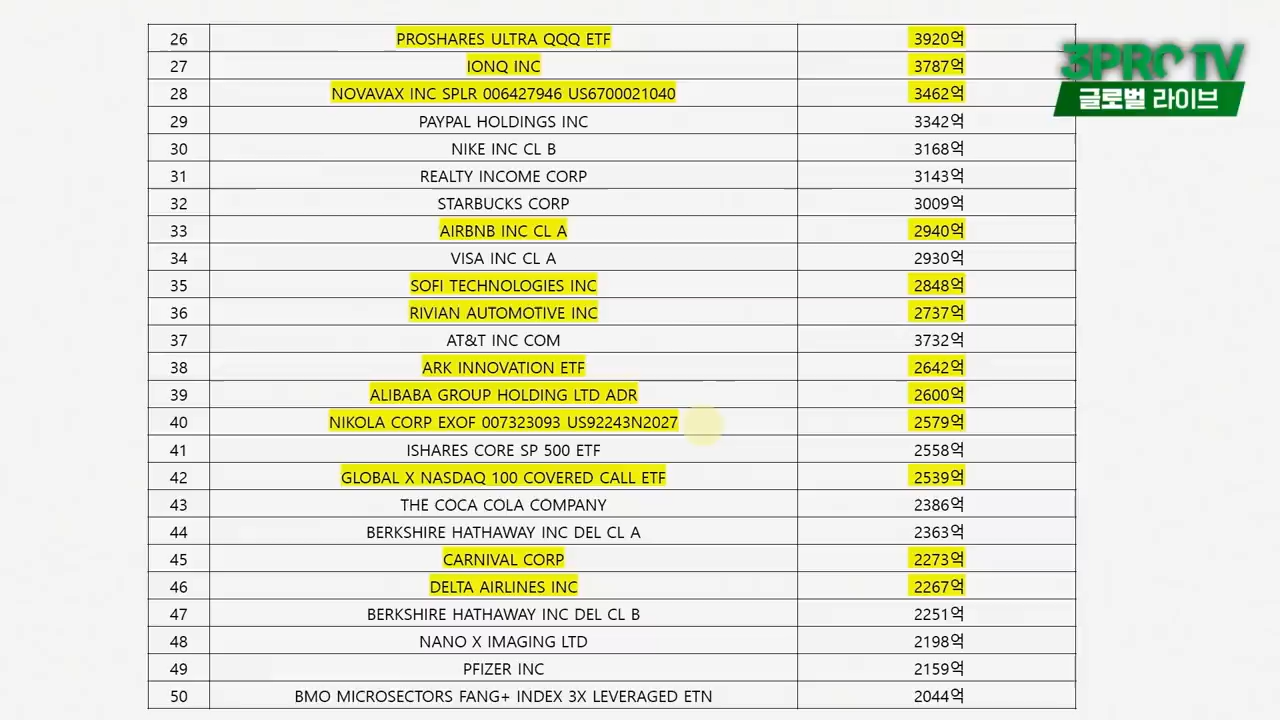 26 PROSHARES ULTRA QQQ ETF 3920억
27 IONQ INC 3787억
28 NOVAVAX INC SPLR 006427946 US6700021040 3462억
29 PAYPAL HOLDINGS INC 3342억
30 NIKE INC CL B 3168억
31 REALTY INCOME CORP 3143억
32 STARBUCKS CORP 3009억
33 AIRBNB INC CL A 2940억
34 VISA INC CL A 2930억
35 SOFI TECHNOLOGIES INC 2848억
36 RIVIAN AUTOMOTIVE INC 2737억
37 AT&T INC COM 3732억
38 ARK INNOVATION ETF 2642억
39 ALIBABA GROUP HOLDING LTD ADR 2600억
40 NIKOLA CORP EXOF 007323093 US92243N2027 2579억
41 ISHARES CORE SP 500 ETF 2558억
42 GLOBAL X NASDAQ 100 COVERED CALL ETF 2539억
43 THE COCA COLA COMPANY 2386억
44 BERKSHIRE HATHAWAY INC DEL CL A 2363억
45 CARNIVAL CORP 2273억
46 DELTA AIRLINES INC 2267억
47 BERKSHIRE HATHAWAY INC DEL CL B 2251억
48 NANO X IMAGING LTD 2198억
49 PFIZER INC 2159억
50 BMO MICROSECTORS FANG+ INDEX 3X LEVERAGED ETN 2044억
3PRO TV
글로벌 라이브